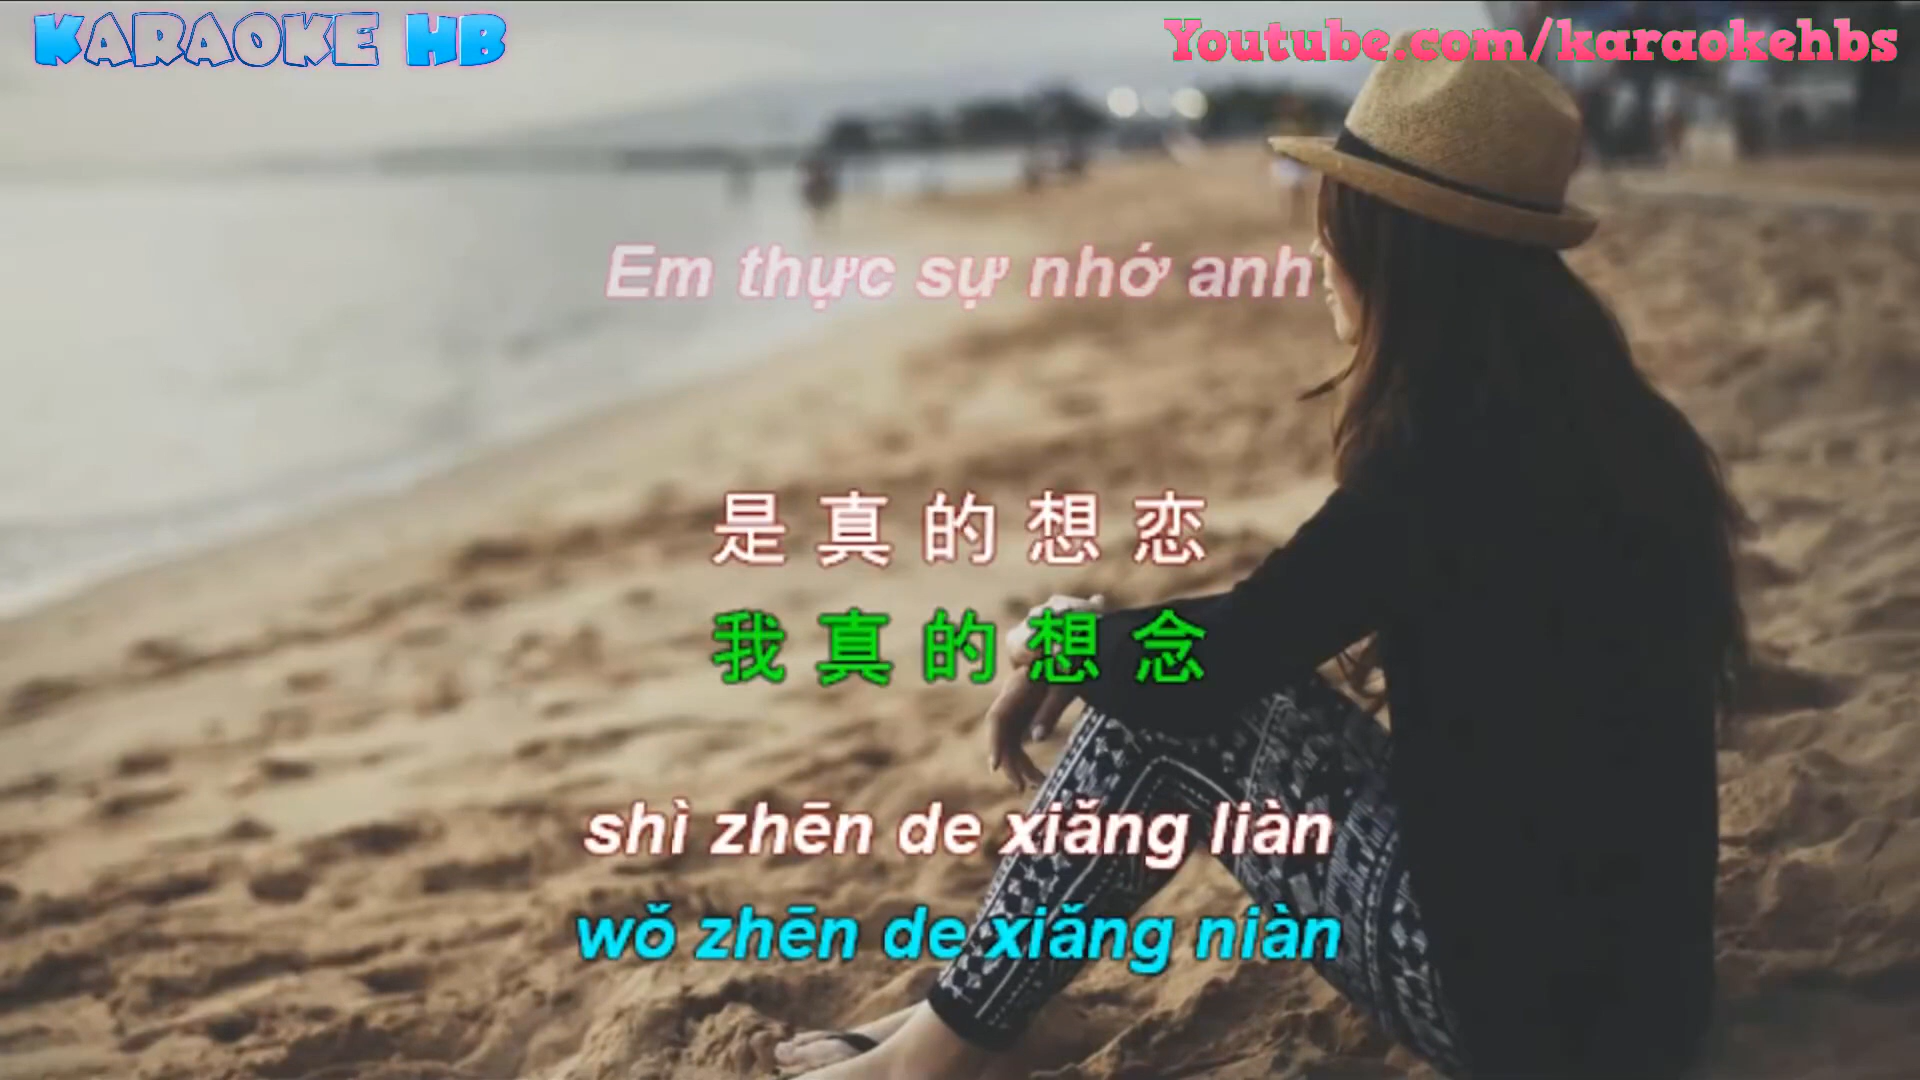 KARAOKE HB
Youtube.com/karaokehbs
Em thực sự nhớ anh
是真的想恋
我真的想念
shì zhēn de xiǎng liàn
wǒ zhēn de xiǎng niàn